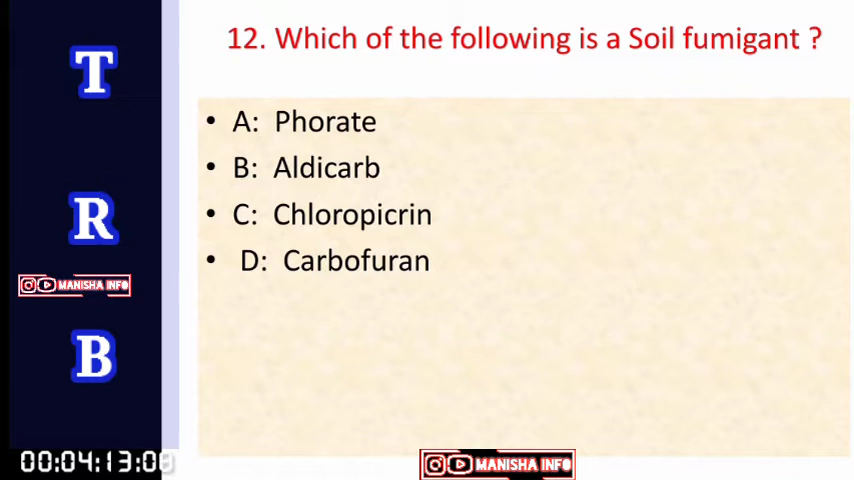 12. Which of the following is a Soil fumigant ?
T
R
B
• A: Phorate
• B: Aldicarb
• C: Chloropicrin
• D: Carbofuran
MANISHA INFO
00:04:13:08
MANISHA INFO